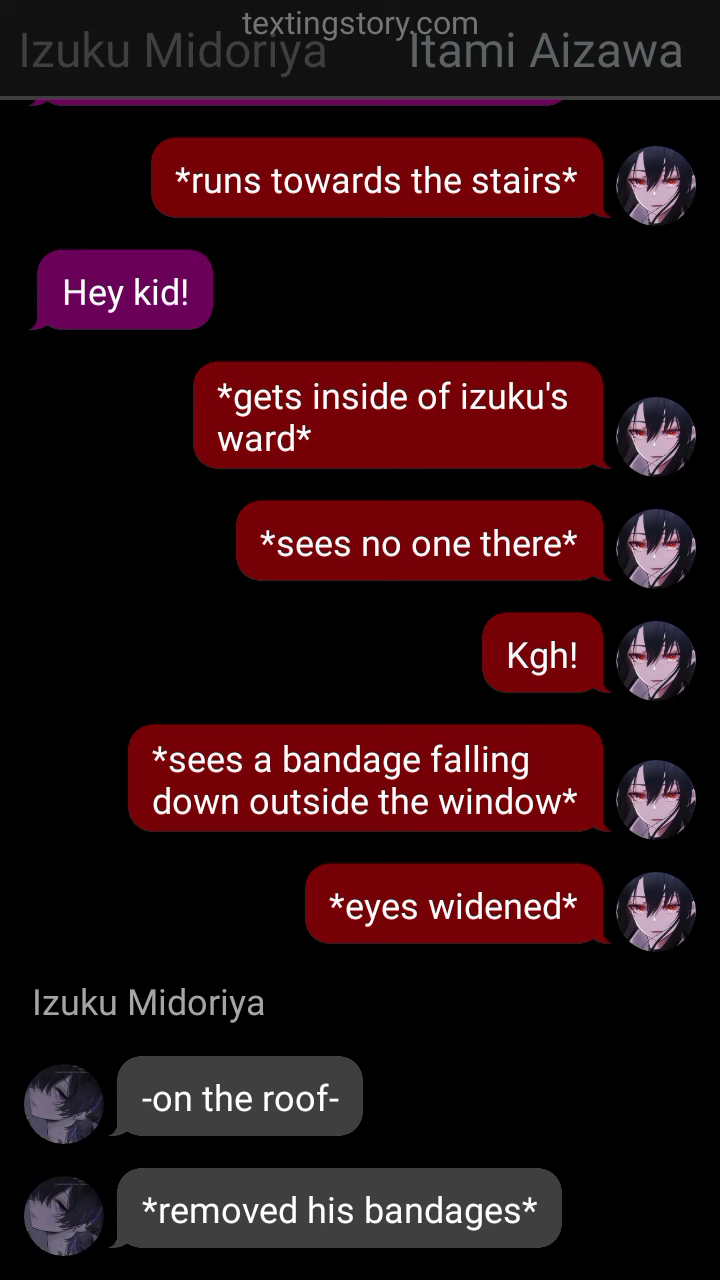 textingstory.com
Izuku Midoriya
Itami Aizawa
*runs towards the stairs*
Hey kid!
*gets inside of izuku's
ward*
*sees no one there*
Kgh!
*sees a bandage falling
down outside the window*
*eyes widened*
Izuku Midoriya
-on the roof-
*removed his bandages*